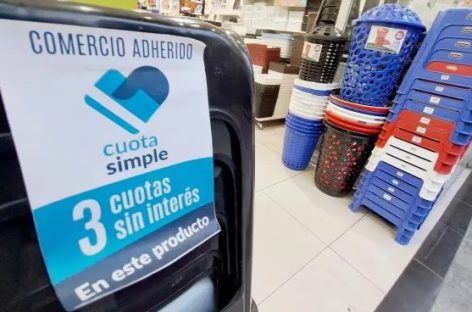 COMERCIO ADHERIDO
cuota
simple
3 cuotas
sin interés
En este producto